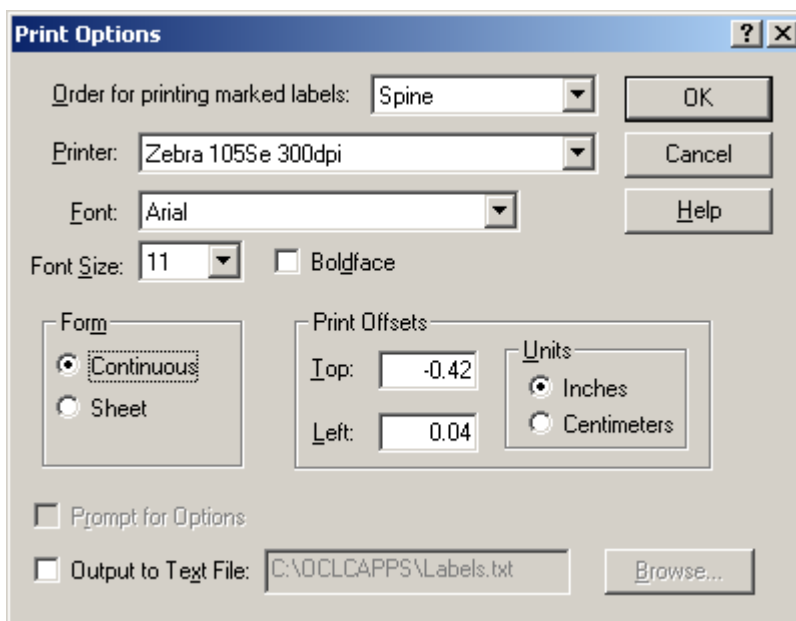 Print Options
Order for printing marked labels: Spine
OK
Printer: Zebra 105Se 300dpi
Cancel
Font: Arial
Help
Font Size: 11 Boldface
Form
Continuous
Sheet
Print Offsets
Top: -0.42
Left: 0.04
Units
Inches
Centimeters
Prompt for Options
Output to Text File: C:\OCLCAPPS\Labels.txt Browse...